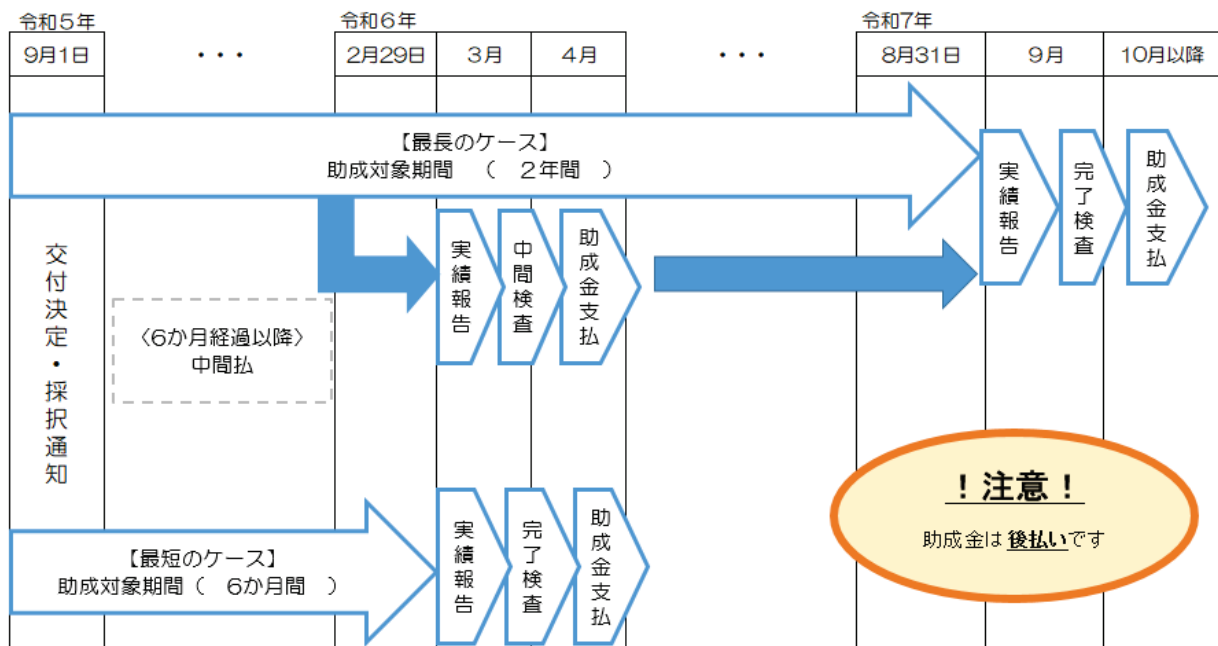 令和5年
令和6年
令和7年
9月1日
・・・
2月29日
3月
4月
・・・
8月31日
9月
10月以降
【最長のケース】
助成対象期間 （ 2年間 ）
実績報告
完了検査
助成金支払
交付決定・採択通知
〈6か月経過以降〉
中間払
実績報告
中間検査
助成金支払
！注意！
助成金は後払いです
【最短のケース】
助成対象期間（ 6か月間 ）
実績報告
完了検査
助成金支払